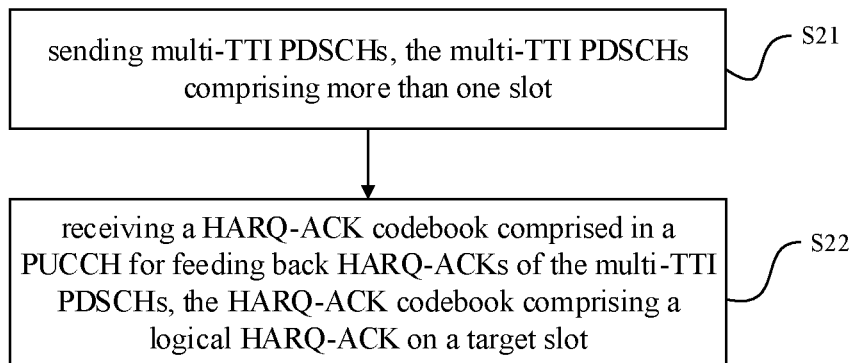 sending multi-TTI PDSCHs, the multi-TTI PDSCHs
comprising more than one slot
S21
receiving a HARQ-ACK codebook comprised in a
PUCCH for feeding back HARQ-ACKs of the multi-TTI
PDSCHs, the HARQ-ACK codebook comprising a
logical HARQ-ACK on a target slot
S22